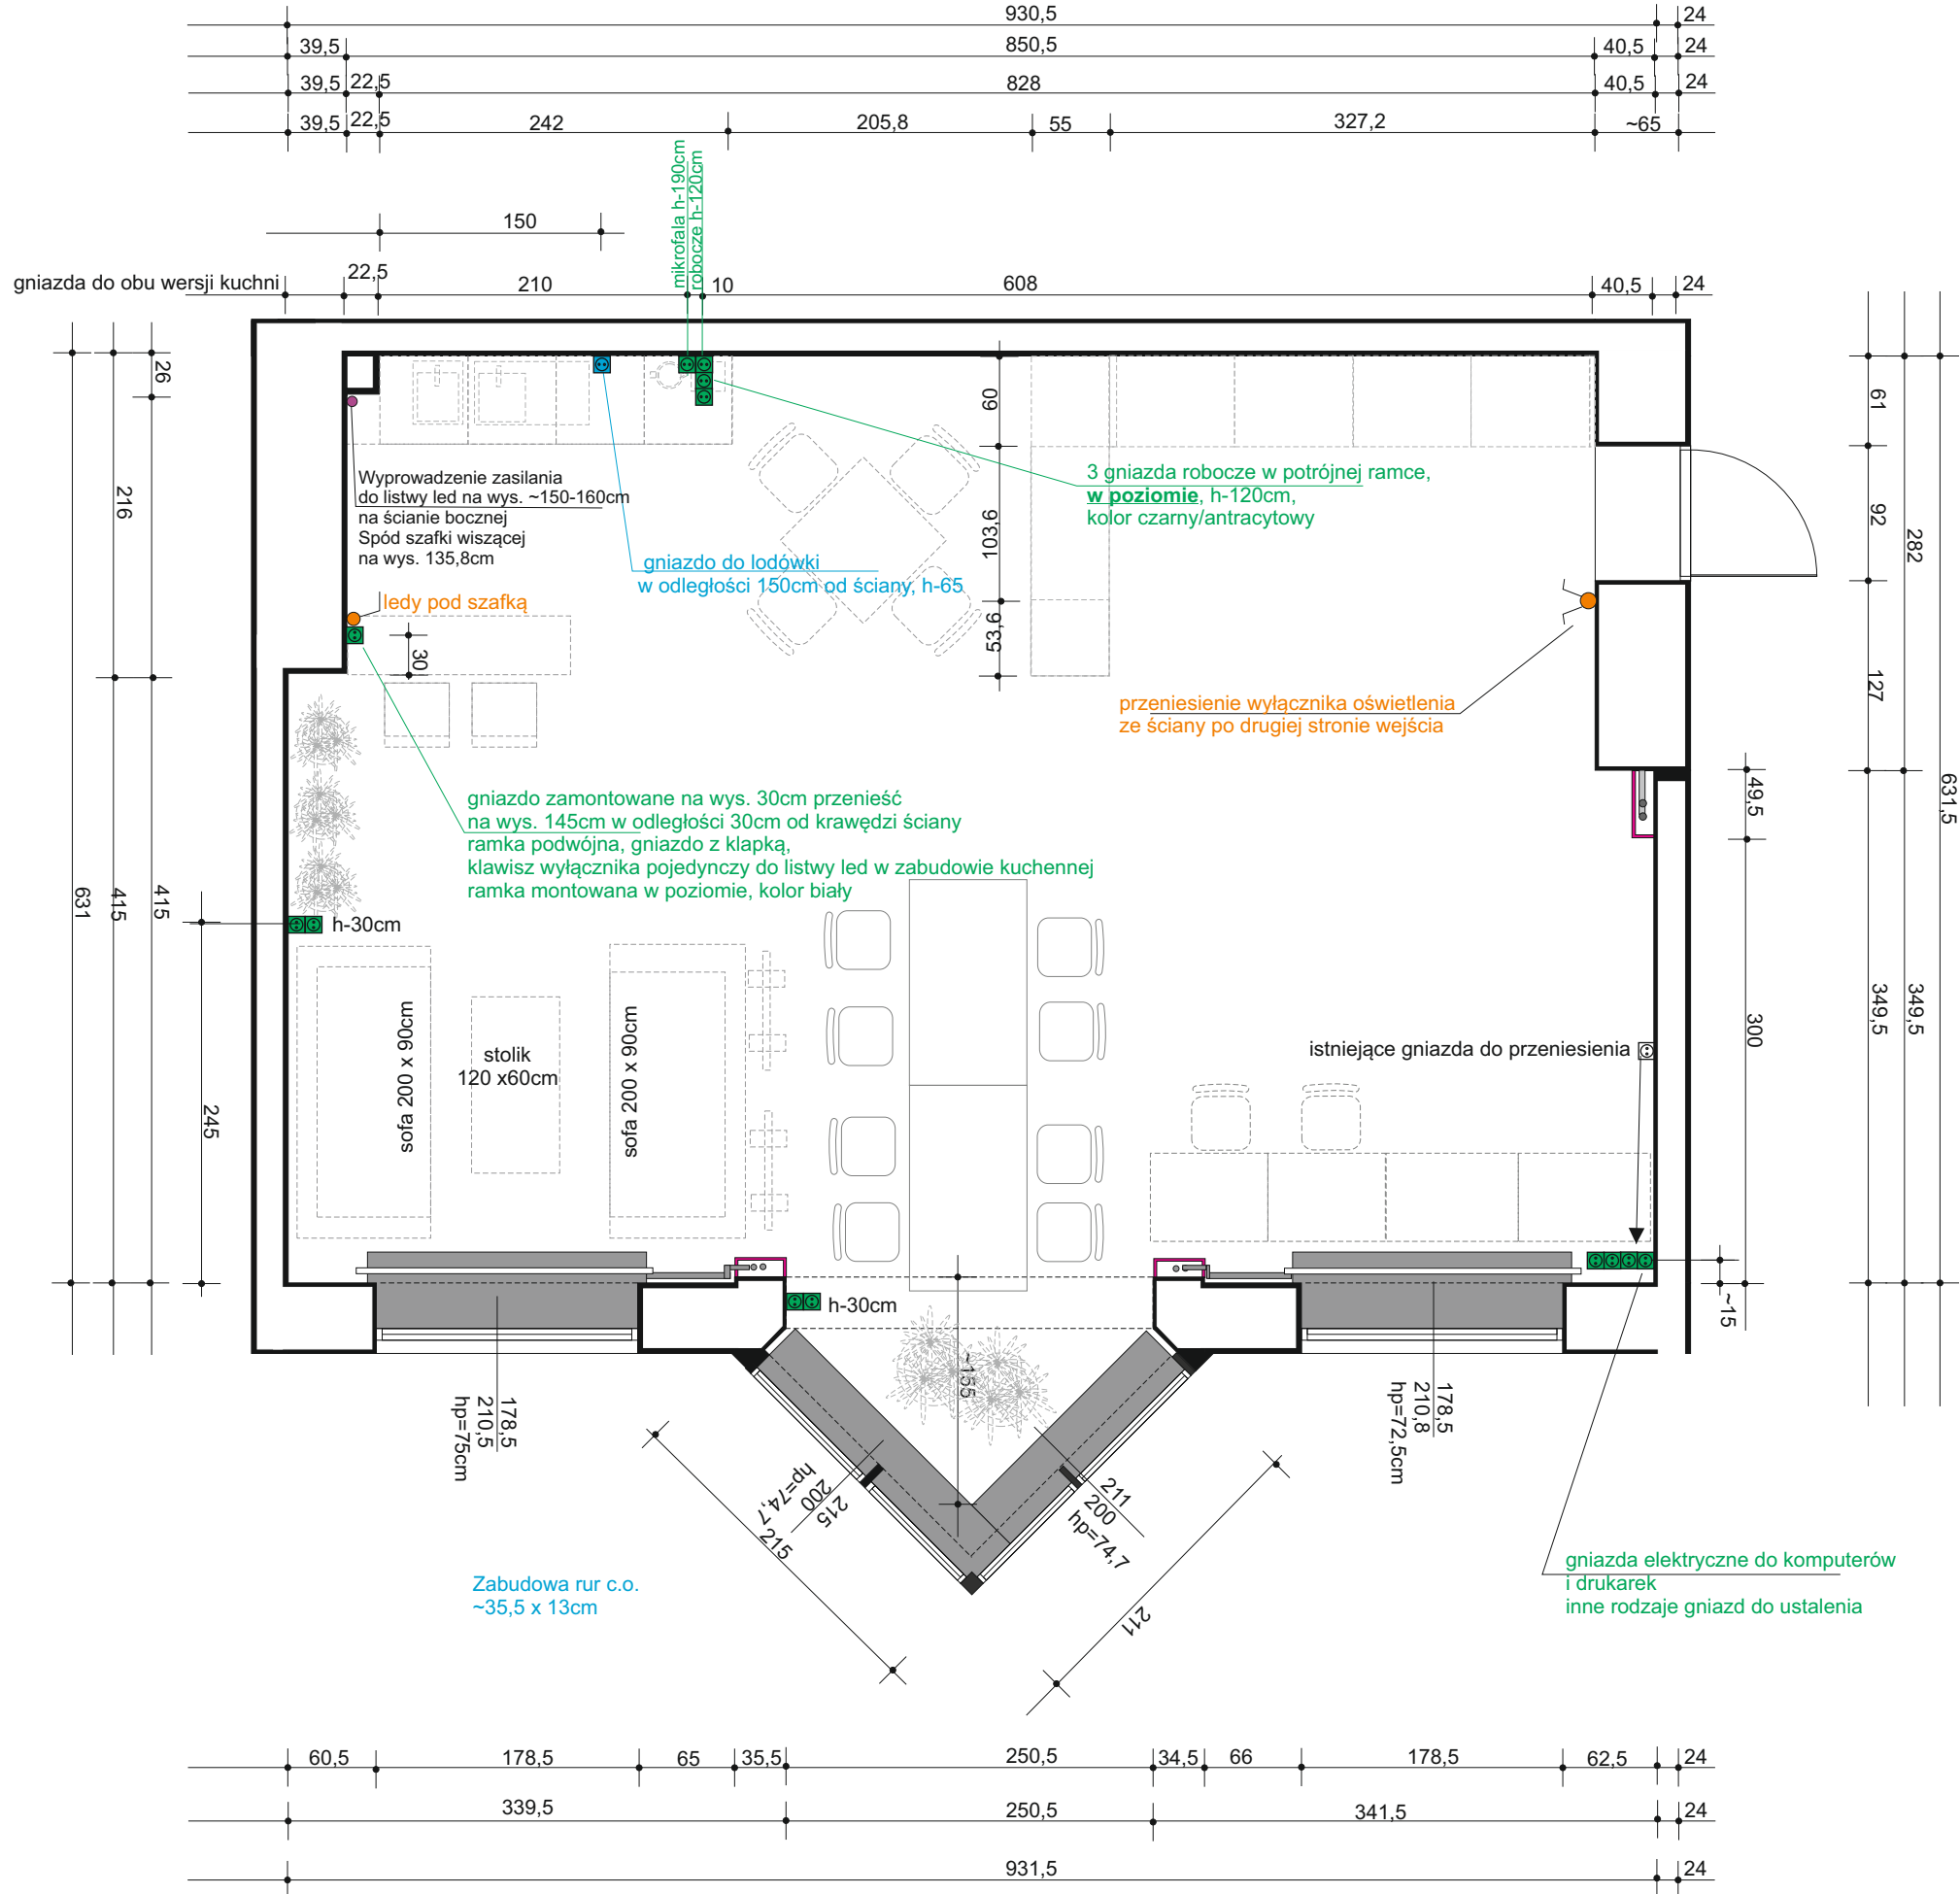 930,5
24
39,5
850,5
40,5
24
39,5
22,5
828
40,5
24
39,5
22,5
242
205,8
55
327,2
~65
mikrofala h-190cm
robocze h-120cm
150
gniazda do obu wersji kuchni
22,5
210
10
608
40,5
24
26
216
415
415
631
245
60
103,6
53,6
61
92
127
282
631,5
49,5
300
349,5
349,5
~15
Wyprowadzenie zasilania
do listwy led na wys. ~150-160cm
na ścianie bocznej
Spód szafki wiszącej
na wys. 135,8cm
3 gniazda robocze w potrójnej ramce,
w poziomie, h-120cm,
kolor czarny/antracytowy
gniazdo do lodówki
w odległości 150cm od ściany, h-65
ledy pod szafką
30
przeniesienie wyłącznika oświetlenia
ze ściany po drugiej stronie wejścia
gniazdo zamontowane na wys. 30cm przenieść
na wys. 145cm w odległości 30cm od krawędzi ściany
ramka podwójna, gniazdo z klapką,
klawisz wyłącznika pojedynczy do listwy led w zabudowie kuchennej
ramka montowana w poziomie, kolor biały
h-30cm
sofa 200 x 90cm
stolik
120 x60cm
sofa 200 x 90cm
istniejące gniazda do przeniesienia
h-30cm
~155
178,5
210,5
hp=75cm
178,5
210,8
hp=72,5cm
215
200
hp=74,7
215
211
200
hp=74,7
211
Zabudowa rur c.o.
~35,5 x 13cm
gniazda elektryczne do komputerów
i drukarek
inne rodzaje gniazd do ustalenia
60,5
178,5
65
35,5
250,5
34,5
66
178,5
62,5
24
339,5
250,5
341,5
24
931,5
24